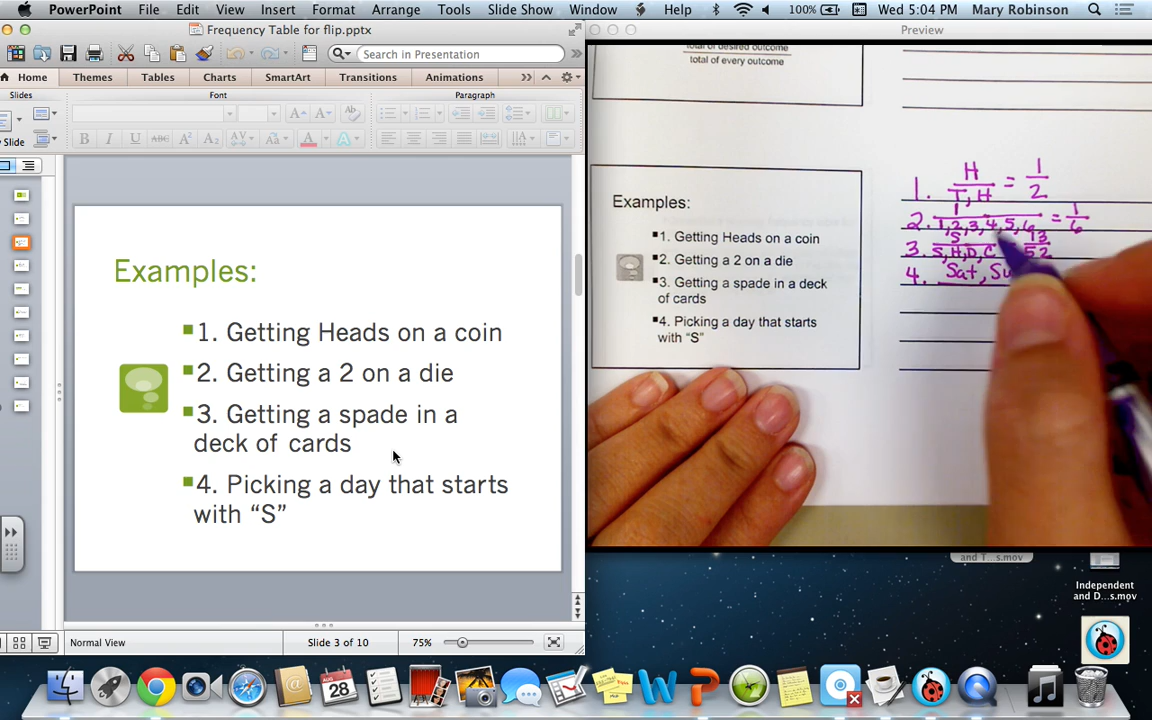 PowerPoint File Edit View Insert Format Arrange Tools Slide Show Window Help 100% Wed 5:04 PM Mary Robinson
Frequency Table for flip.pptx
Search in Presentation
Home Themes Tables Charts SmartArt Transitions Animations
Slides Font Paragraph
Slide
Examples:
1. Getting Heads on a coin
2. Getting a 2 on a die
3. Getting a spade in a
deck of cards
4. Picking a day that starts
with “S”
Normal View Slide 3 of 10 75%
Preview
total of desired outcome
total of every outcome
Examples:
1. Getting Heads on a coin
2. Getting a 2 on a die
3. Getting a spade in a deck
of cards
4. Picking a day that starts
with “S”
1. H
T, H
= 1
2
2. 1
1,2,3,4,5,6
= 1
6
3. S
S,H,D,C
13
52
4. Sat, Su
and T...s.mov
Independent
and D...s.mov
AUG
28